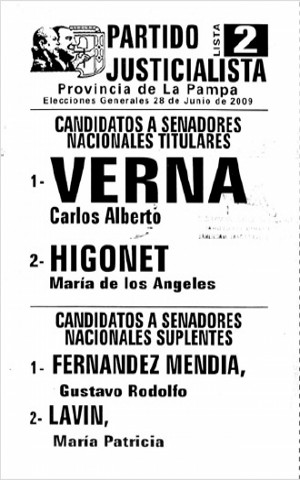 PARTIDO
JUSTICIALISTA
LISTA
2
Provincia de La Pampa
Elecciones Generales 28 de Junio de 2009
CANDIDATOS A SENADORES
NACIONALES TITULARES
1- VERNA
Carlos Alberto
2- HIGONET
María de los Angeles
CANDIDATOS A SENADORES
NACIONALES SUPLENTES
1- FERNANDEZ MENDIA,
Gustavo Rodolfo
2- LAVIN,
María Patricia